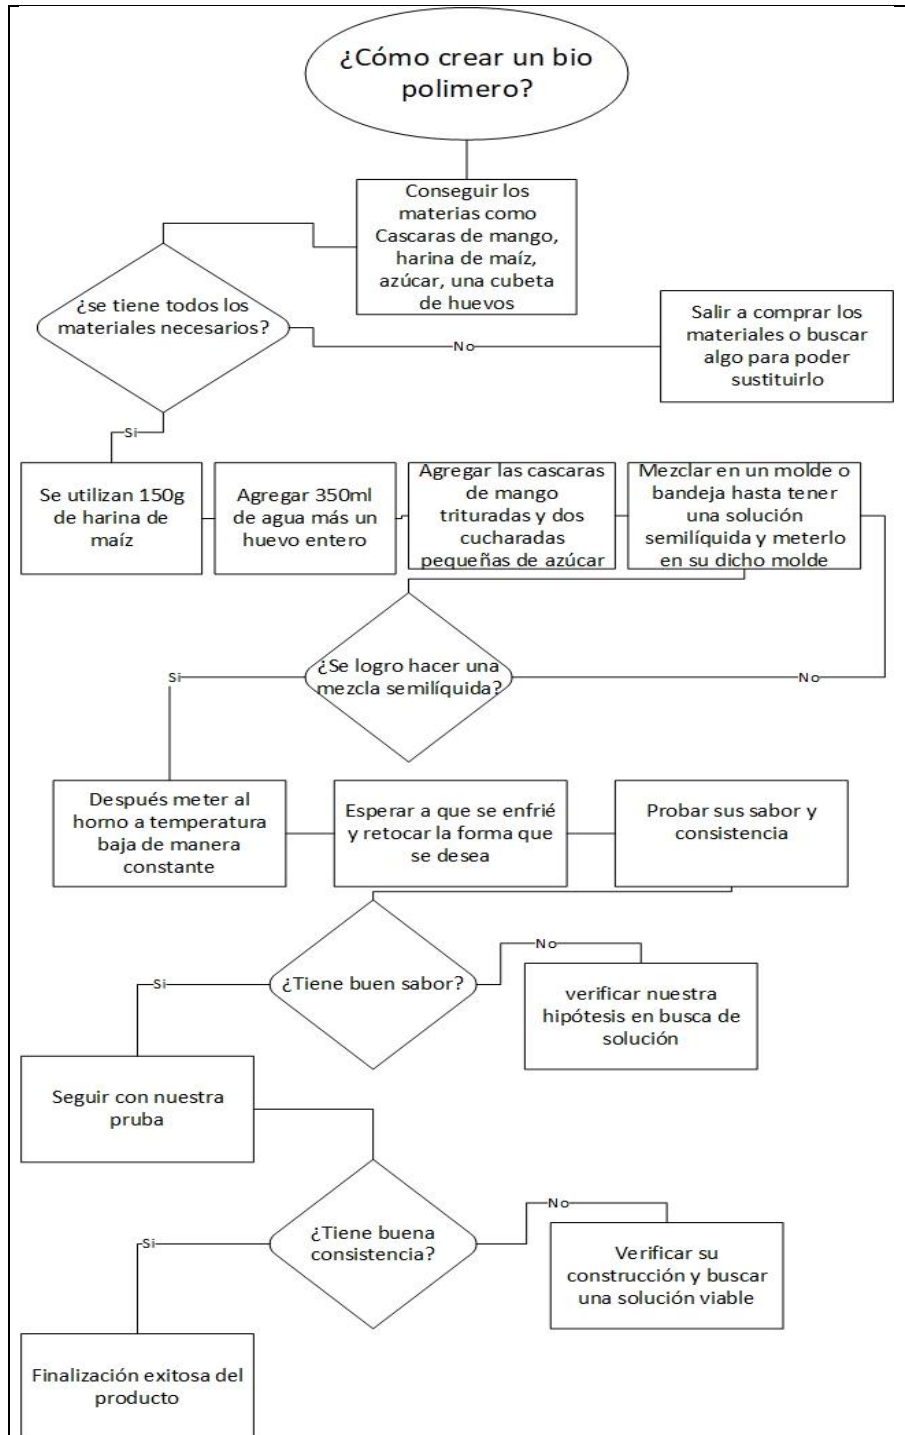 ¿Cómo crear un bio
polimero?
Conseguir los
materias como
Cascaras de mango,
harina de maíz,
azúcar, una cubeta
de huevos
¿se tiene todos los
materiales necesarios?
No
Salir a comprar los
materiales o buscar
algo para poder
sustituirlo
Si
Se utilizan 150g
de harina de
maíz
Agregar 350ml
de agua más un
huevo entero
Agregar las cascaras
de mango
trituradas y dos
cucharadas
pequeñas de azúcar
Mezclar en un molde o
bandeja hasta tener
una solución
semilíquida y meterlo
en su dicho molde
¿Se logro hacer una
mezcla semilíquida?
Si
No
Después meter al
horno a temperatura
baja de manera
constante
Esperar a que se enfrié
y retocar la forma que
se desea
Probar sus sabor y
consistencia
¿Tiene buen sabor?
Si
No
verificar nuestra
hipótesis en busca de
solución
Seguir con nuestra
pruba
¿Tiene buena
consistencia?
Si
No
Verificar su
construcción y buscar
una solución viable
Finalización exitosa del
producto